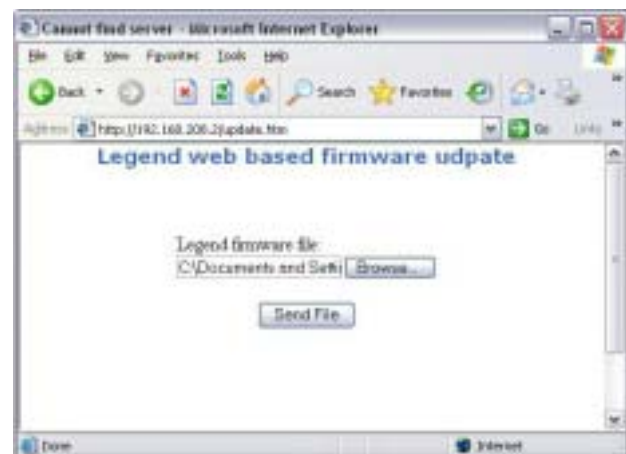 Cannot find server - Microsoft Internet Explorer
File Edit View Favorites Tools Help
Back Search Favorites
Address http://192.168.200.2/update.htm Go Links
Legend web based firmware udpate
Legend firmware file
C:\Documents and Setti Browse...
Send File
Done Internet